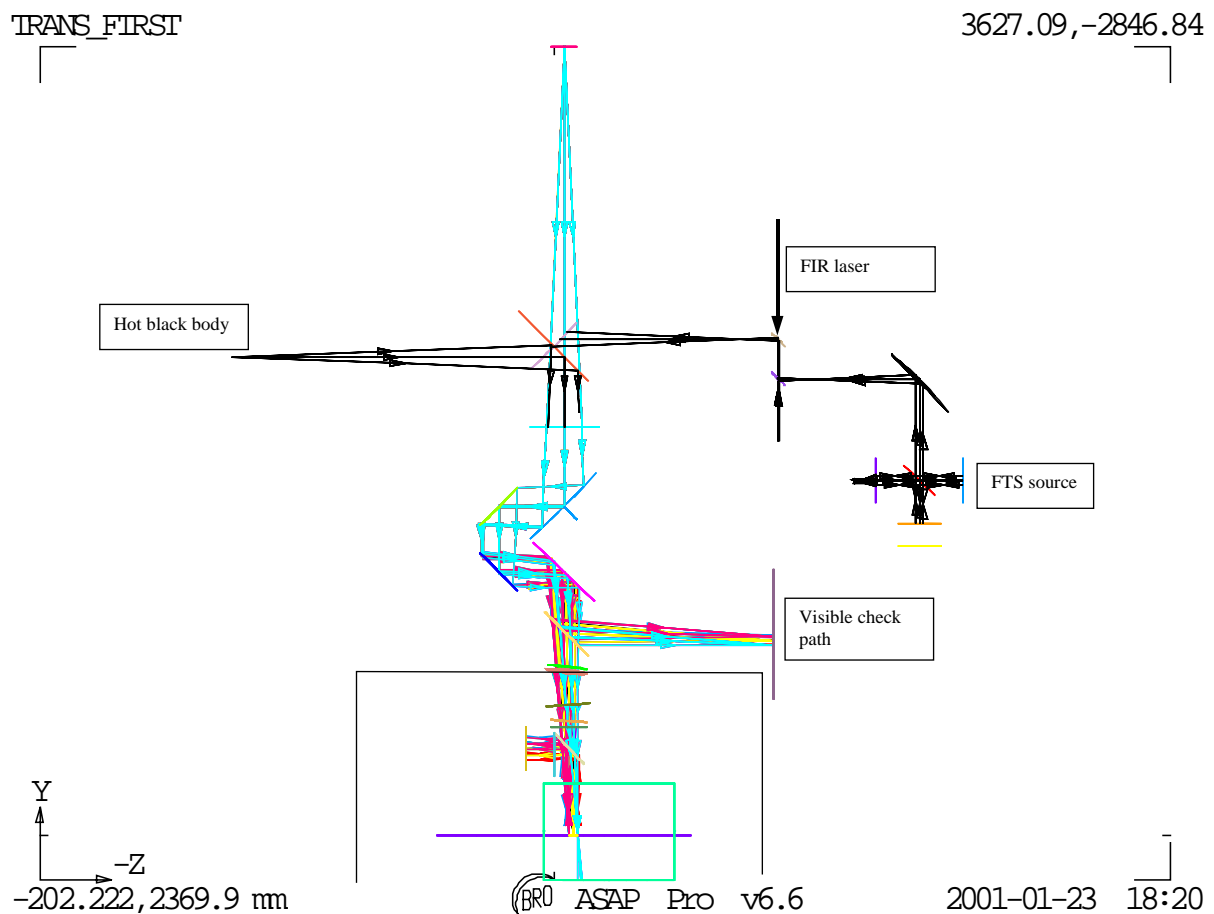 TRANS_FIRST
3627.09,-2846.84
FIR laser
Hot black body
FTS source
Visible check
path
Y
-Z
-202.222,2369.9 mm
BRO ASAP Pro v6.6
2001-01-23 18:20